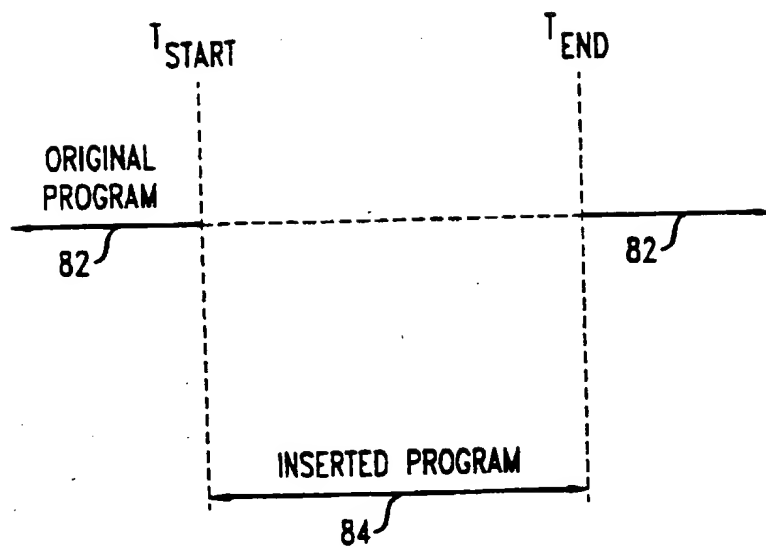 T START
T END
ORIGINAL
PROGRAM
82
82
INSERTED PROGRAM
84